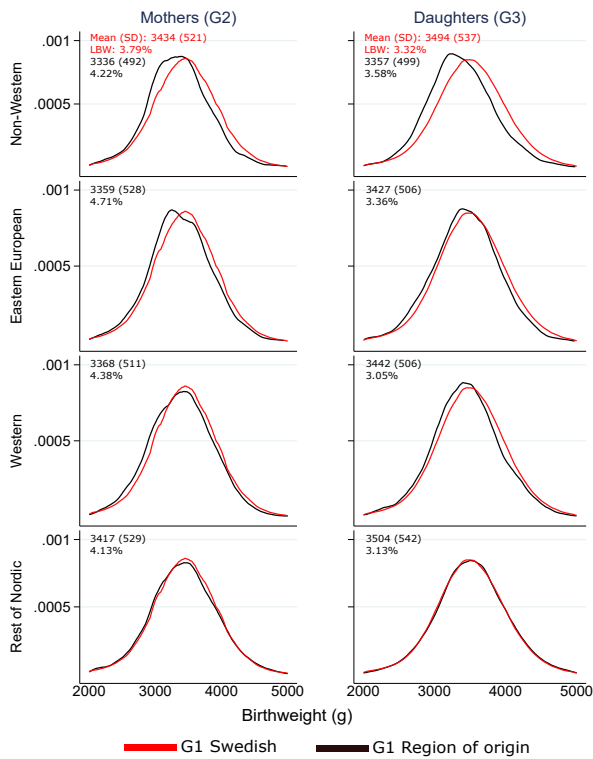 Mothers (G2)
Daughters (G3)
Non-Western
.001
.0005
Mean (SD): 3434 (521)
LBW: 3.79%
3336 (492)
4.22%
Mean (SD): 3494 (537)
LBW: 3.32%
3357 (499)
3.58%
Eastern European
.001
.0005
3359 (528)
4.71%
3427 (506)
3.36%
Western
.001
.0005
3368 (511)
4.38%
3442 (506)
3.05%
Rest of Nordic
.001
.0005
3417 (529)
4.13%
3504 (542)
3.13%
2000 3000 4000 5000
2000 3000 4000 5000
Birthweight (g)
G1 Swedish
G1 Region of origin